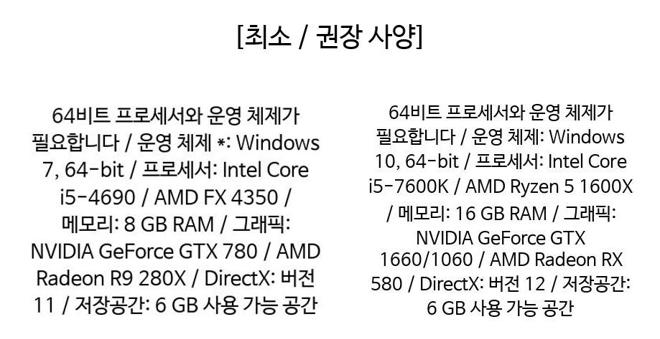 [최소 / 권장 사양]
64비트 프로세서와 운영 체제가
필요합니다 / 운영 체제 *: Windows
7, 64-bit / 프로세서: Intel Core
i5-4690 / AMD FX 4350 /
메모리: 8 GB RAM / 그래픽:
NVIDIA GeForce GTX 780 / AMD
Radeon R9 280X / DirectX: 버전
11 / 저장공간: 6 GB 사용 가능 공간
64비트 프로세서와 운영 체제가
필요합니다 / 운영 체제: Windows
10, 64-bit / 프로세서: Intel Core
i5-7600K / AMD Ryzen 5 1600X
/ 메모리: 16 GB RAM / 그래픽:
NVIDIA GeForce GTX
1660/1060 / AMD Radeon RX
580 / DirectX: 버전 12 / 저장공간:
6 GB 사용 가능 공간